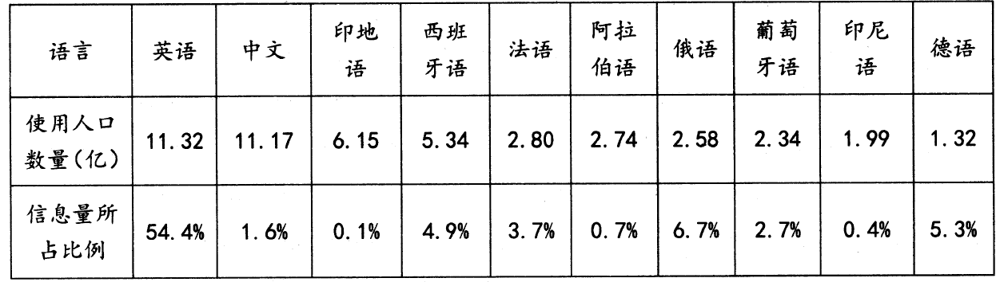 语言 英语 中文 印地语 西班牙语 法语 阿拉伯语 俄语 葡萄牙语 印尼语 德语
使用人口数量(亿) 11.32 11.17 6.15 5.34 2.80 2.74 2.58 2.34 1.99 1.32
信息量所占比例 54.4% 1.6% 0.1% 4.9% 3.7% 0.7% 6.7% 2.7% 0.4% 5.3%